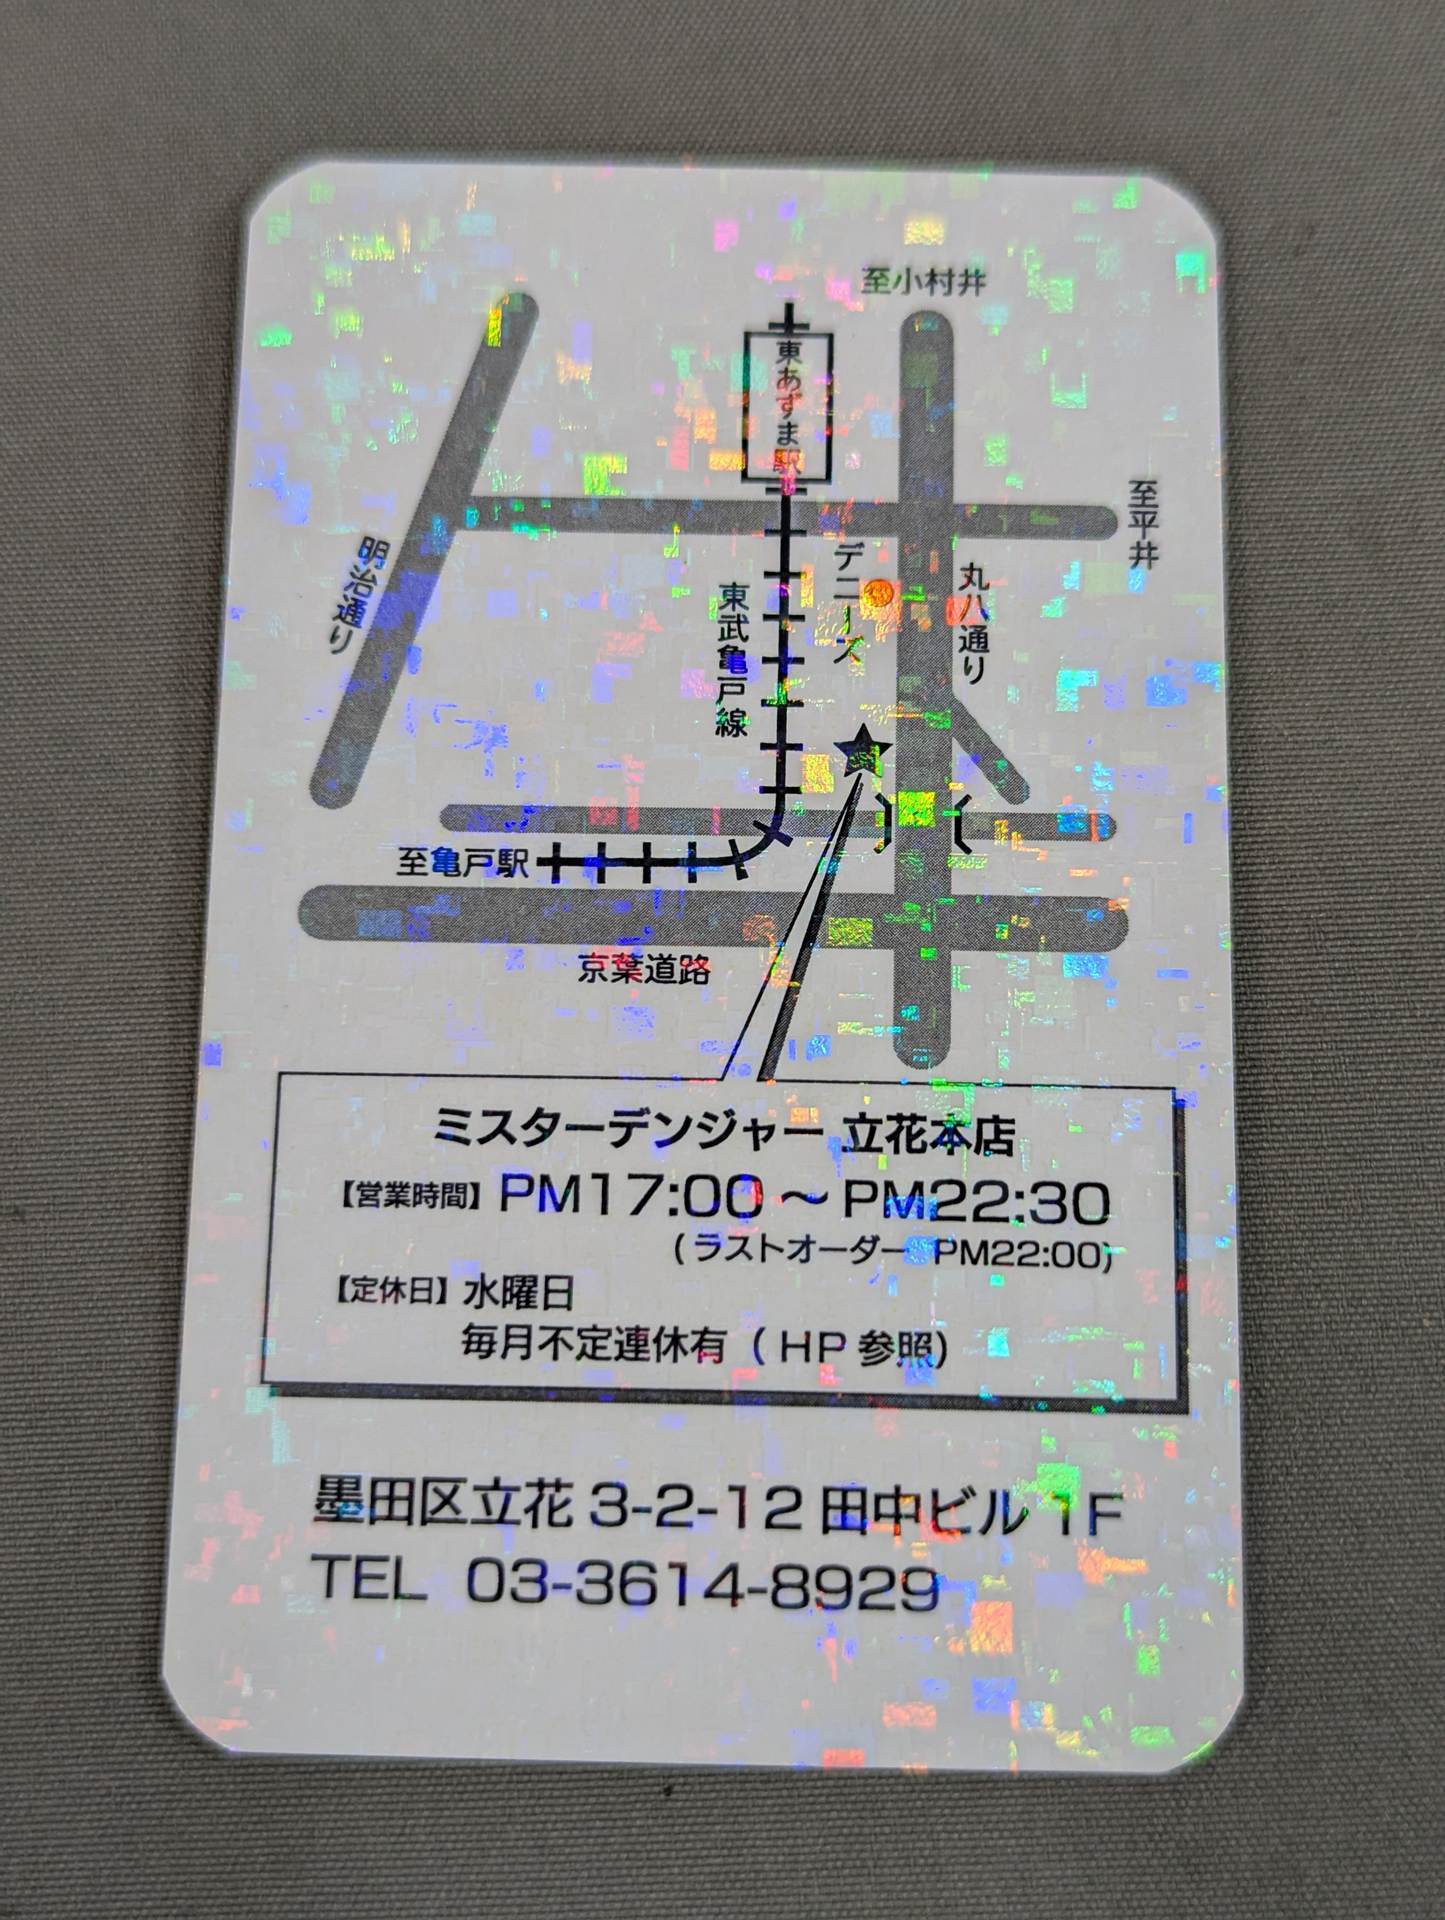 至小村井
東あずま駅
至平井
明治通り
デニーズ
丸八通り
東武亀戸線
至亀戸駅
京葉道路
ミスターデンジャー 立花本店
【営業時間】 PM17:00 ～ PM22:30
(ラストオーダー PM22:00)
【定休日】 水曜日
毎月不定連休有 (HP 参照)
墨田区立花 3-2-12 田中ビル 1F
TEL 03-3614-8929